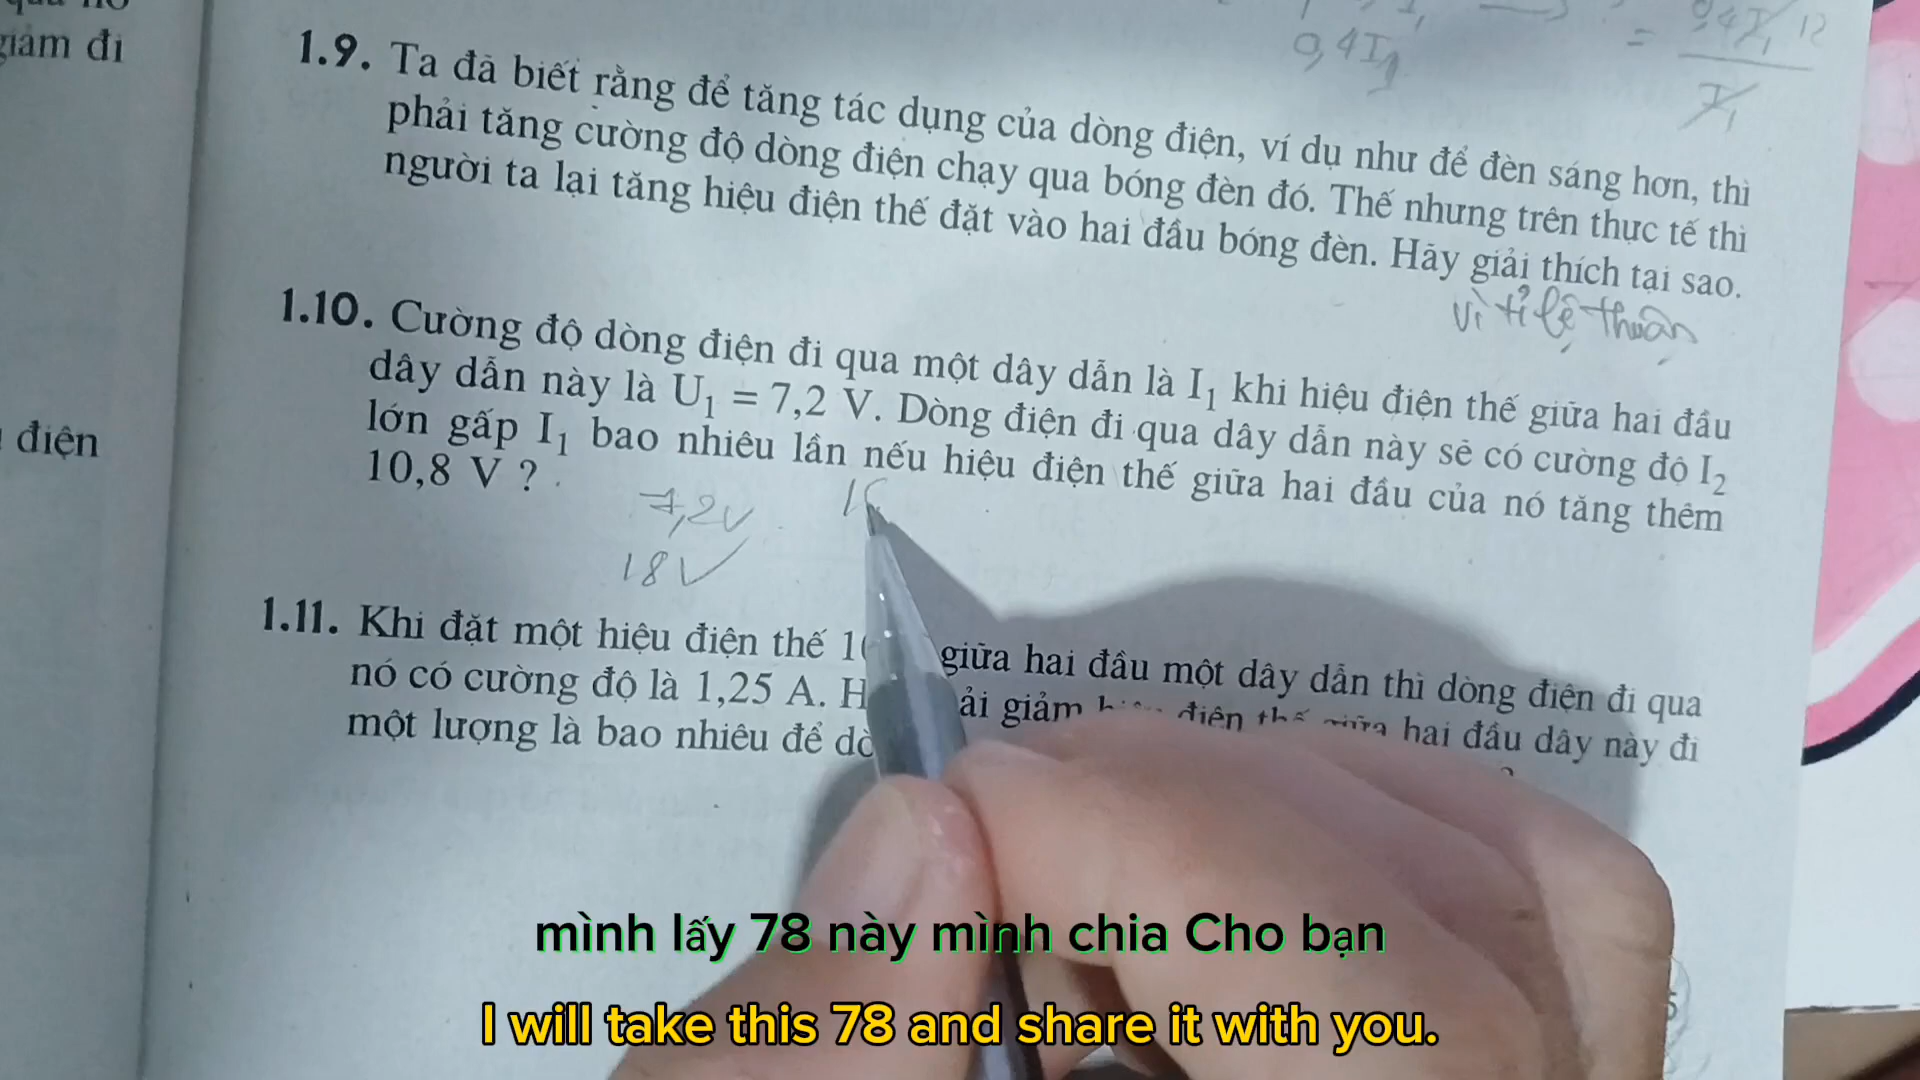 giảm đi
điện
0,4I₁
= 0,4I₁
I₁
1.9. Ta đã biết rằng để tăng tác dụng của dòng điện, ví dụ như để đèn sáng hơn, thì
phải tăng cường độ dòng điện chạy qua bóng đèn đó. Thế nhưng trên thực tế thì
người ta lại tăng hiệu điện thế đặt vào hai đầu bóng đèn. Hãy giải thích tại sao.
Vì tỉ lệ thuận
1.10. Cường độ dòng điện đi qua một dây dẫn là I₁ khi hiệu điện thế giữa hai đầu
dây dẫn này là U₁ = 7,2 V. Dòng điện đi qua dây dẫn này sẽ có cường độ I₂
lớn gấp I₁ bao nhiêu lần nếu hiệu điện thế giữa hai đầu của nó tăng thêm
10,8 V ?
7,2V
18V
1.11. Khi đặt một hiệu điện thế giữa hai đầu một dây dẫn thì dòng điện đi qua
nó có cường độ là 1,25 A. giảm điện thế giữa hai đầu dây này đi
một lượng là bao nhiêu để
mình lấy 78 này mình chia Cho bạn
I will take this 78 and share it with you.